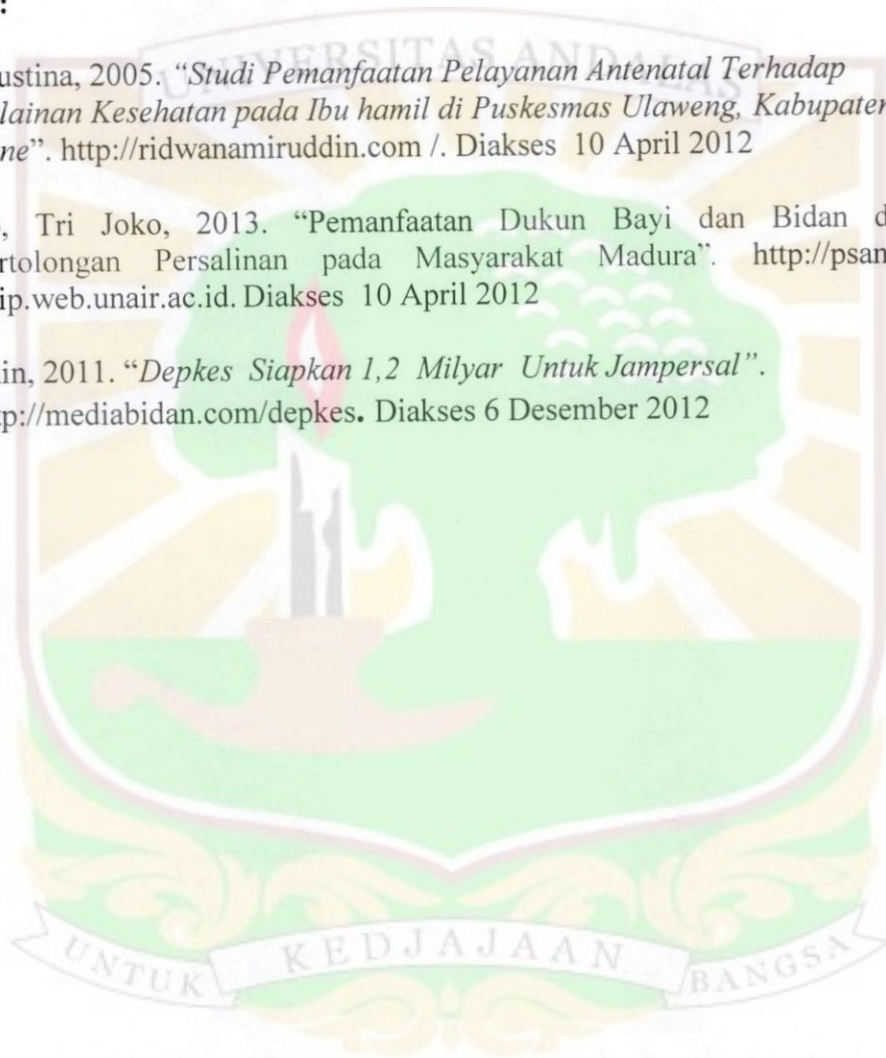 :
ustina, 2005. “Studi Pemanfaatan Pelayanan Antenatal Terhadap
lainan Kesehatan pada Ibu hamil di Puskesmas Ulaweng, Kabupaten
ne”. http://ridwanamiruddin.com /. Diakses 10 April 2012
, Tri Joko, 2013. “Pemanfaatan Dukun Bayi dan Bidan d
rtolongan Persalinan pada Masyarakat Madura”. http://psan
ip.web.unair.ac.id. Diakses 10 April 2012
in, 2011. “Depkes Siapkan 1,2 Milyar Untuk Jampersal”.
p://mediabidan.com/depkes. Diakses 6 Desember 2012
UNIVERSITAS ANDALAS
UNTUK KEDJAJAAN BANGSA